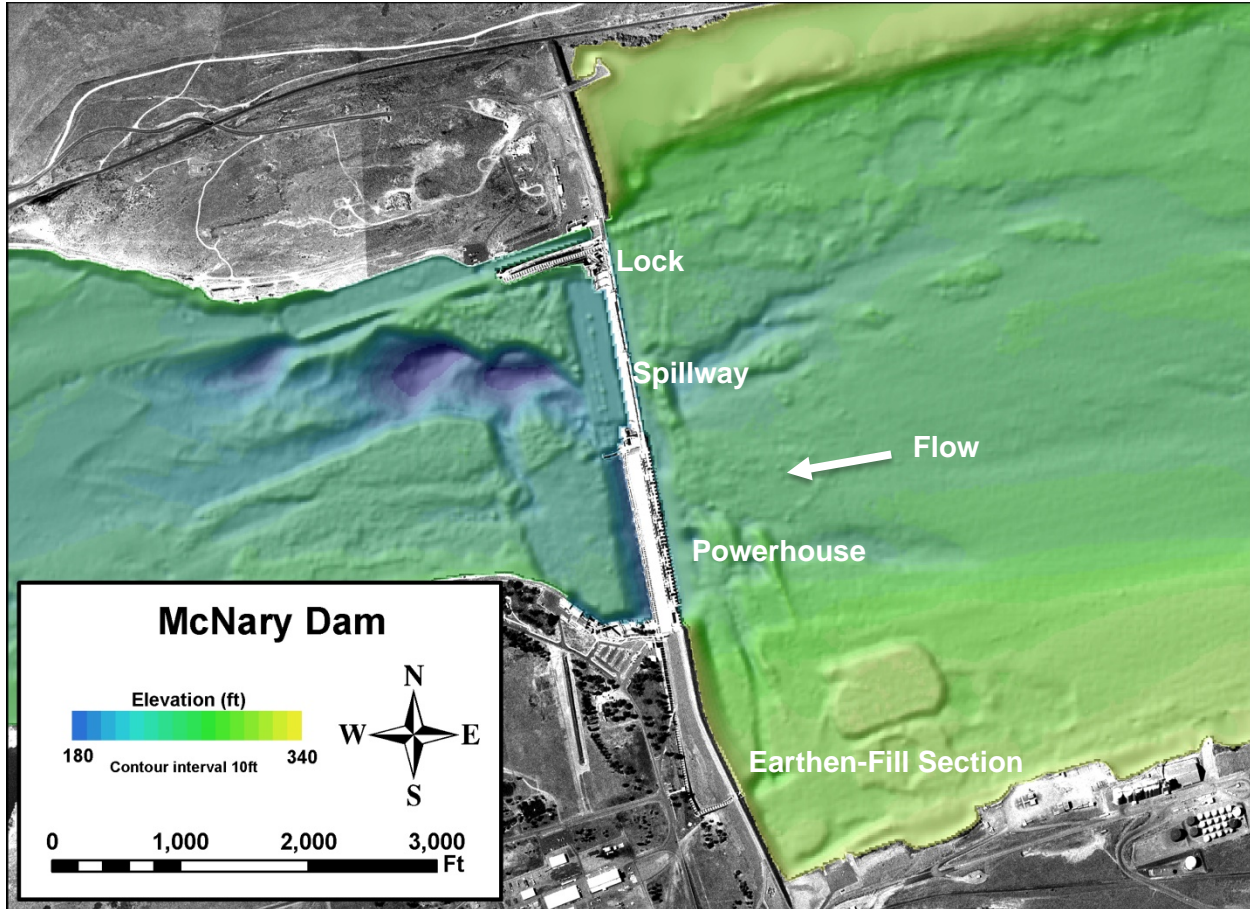 Lock
Spillway
Flow
Powerhouse
Earthen-Fill Section
McNary Dam
Elevation (ft)
180 340
Contour interval 10ft
N
W E
S
0 1,000 2,000 3,000
Ft